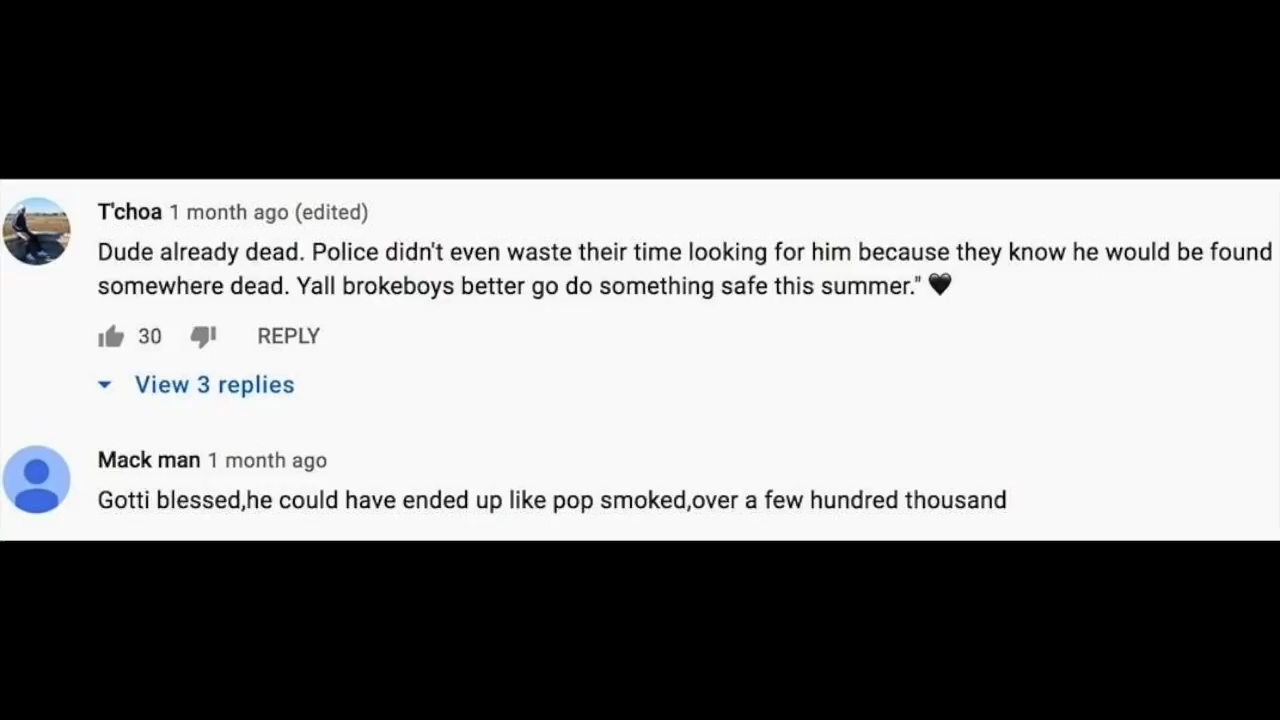 T'choa 1 month ago (edited)
Dude already dead. Police didn't even waste their time looking for him because they know he would be found
somewhere dead. Yall brokeboys better go do something safe this summer." 🖤
30 REPLY
View 3 replies
Mack man 1 month ago
Gotti blessed,he could have ended up like pop smoked,over a few hundred thousand